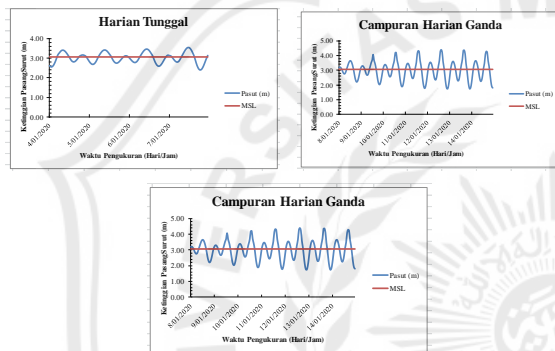 Harian Tunggal
Ketinggian PasangSurut (m)
4.00
3.00
2.00
1.00
0.00
4/01/2020
5/01/2020
6/01/2020
7/01/2020
Waktu Pengukuran (Hari/Jam)
Pasut (m)
MSL
Campuran Harian Ganda
Ketinggian PasangSurut (m)
5.00
4.00
3.00
2.00
1.00
0.00
8/01/2020
9/01/2020
10/01/2020
11/01/2020
12/01/2020
13/01/2020
14/01/2020
Waktu Pengukuran (Hari/Jam)
Pasut (m)
MSL
Campuran Harian Ganda
Ketinggian PasangSurut (m)
5.00
4.00
3.00
2.00
1.00
0.00
8/01/2020
9/01/2020
10/01/2020
11/01/2020
12/01/2020
13/01/2020
14/01/2020
Waktu Pengukuran (Hari/Jam)
Pasut (m)
MSL